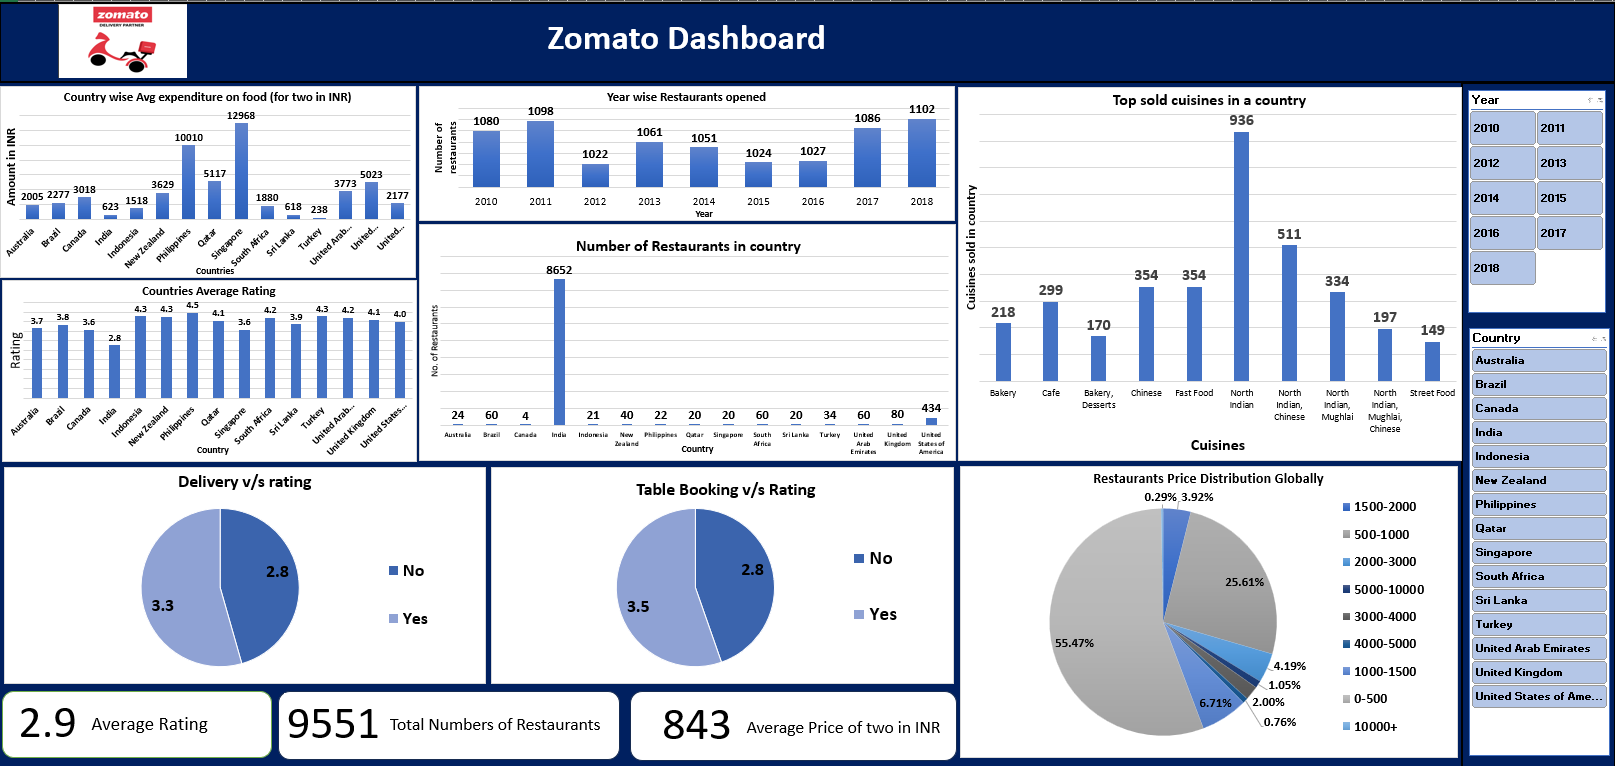 zomato
DELIVERY PARTNER
Zomato Dashboard
Country wise Avg expenditure on food (for two in INR)
Amount in INR
2005 2277 3018 623 1518 3629 10010 5117 12968 1880 618 238 3773 5023 2177
Australia Brazil Canada India Indonesia New Zealand Philippines Qatar Singapore South Africa Sri Lanka Turkey United Arab... United... United...
Countries
Countries Average Rating
Rating
3.7 3.8 3.6 2.8 4.3 4.3 4.5 4.1 3.6 4.2 3.9 4.3 4.2 4.1 4.0
Australia Brazil Canada India Indonesia New Zealand Philippines Qatar Singapore South Africa Sri Lanka Turkey United Arab... United Kingdom United States...
Country
Year wise Restaurants opened
Number of
restaurants
1080 1098 1022 1061 1051 1024 1027 1086 1102
2010 2011 2012 2013 2014 2015 2016 2017 2018
Year
Number of Restaurants in country
No. of Restaurants
24 60 4 8652 21 40 22 20 20 60 20 34 60 80 434
Australia Brazil Canada India Indonesia New Zealand Philippines Qatar Singapore South Africa Sri Lanka Turkey United Arab Emirates United Kingdom United States of America
Country
Top sold cuisines in a country
Cuisines sold in country
218 299 170 354 354 936 511 334 197 149
Bakery Cafe Bakery, Desserts Chinese Fast Food North Indian North Indian, Chinese North Indian, Mughlai North Indian, Mughlai, Chinese Street Food
Cuisines
Year
2010 2011
2012 2013
2014 2015
2016 2017
2018
Country
Australia
Brazil
Canada
India
Indonesia
New Zealand
Philippines
Qatar
Singapore
South Africa
Sri Lanka
Turkey
United Arab Emirates
United Kingdom
United States of Ame...
Delivery v/s rating
2.8
3.3
No
Yes
Table Booking v/s Rating
2.8
3.5
No
Yes
Restaurants Price Distribution Globally
0.29% 3.92%
25.61%
55.47%
4.19%
1.05%
2.00%
6.71%
0.76%
1500-2000
500-1000
2000-3000
5000-10000
3000-4000
4000-5000
1000-1500
0-500
10000+
2.9 Average Rating
9551 Total Numbers of Restaurants
843 Average Price of two in INR